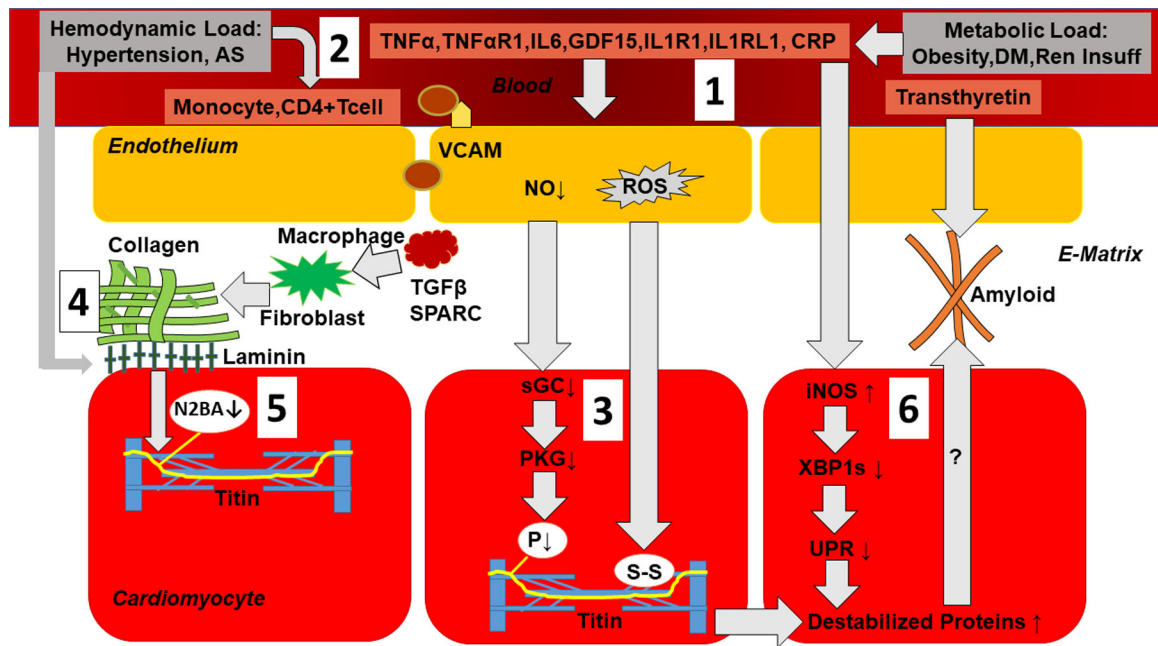 Hemodynamic Load:
Hypertension, AS
2
TNFα,TNFαR1,IL6,GDF15,IL1R1,IL1RL1, CRP
Metabolic Load:
Obesity,DM,Ren Insuff
Blood
1
Monocyte,CD4+Tcell
Transthyretin
Endothelium
VCAM
NO↓
ROS
Collagen
Macrophage
E-Matrix
4
TGFβ
SPARC
Fibroblast
Amyloid
Laminin
N2BA↓
5
Titin
Cardiomyocyte
sGC↓
3
PKG↓
P↓
S-S
Titin
iNOS ↑
6
XBP1s ↓
?
UPR ↓
Destabilized Proteins ↑